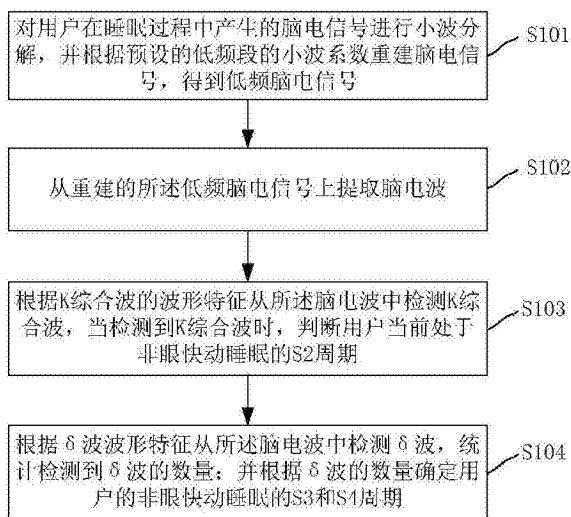 对用户在睡眠过程中产生的脑电信号进行小波分
解，并根据预设的低频段的小波系数重建脑电信
号，得到低频脑电信号
S101
从重建的所述低频脑电信号上提取脑电波
S102
根据K综合波的波形特征从所述脑电波中检测K综
合波，当检测到K综合波时，判断用户当前处于
非眼快动睡眠的S2周期
S103
根据δ波波形特征从所述脑电波中检测δ波，统
计检测到δ波的数量；并根据δ波的数量确定用
户的非眼快动睡眠的S3和S4周期
S104